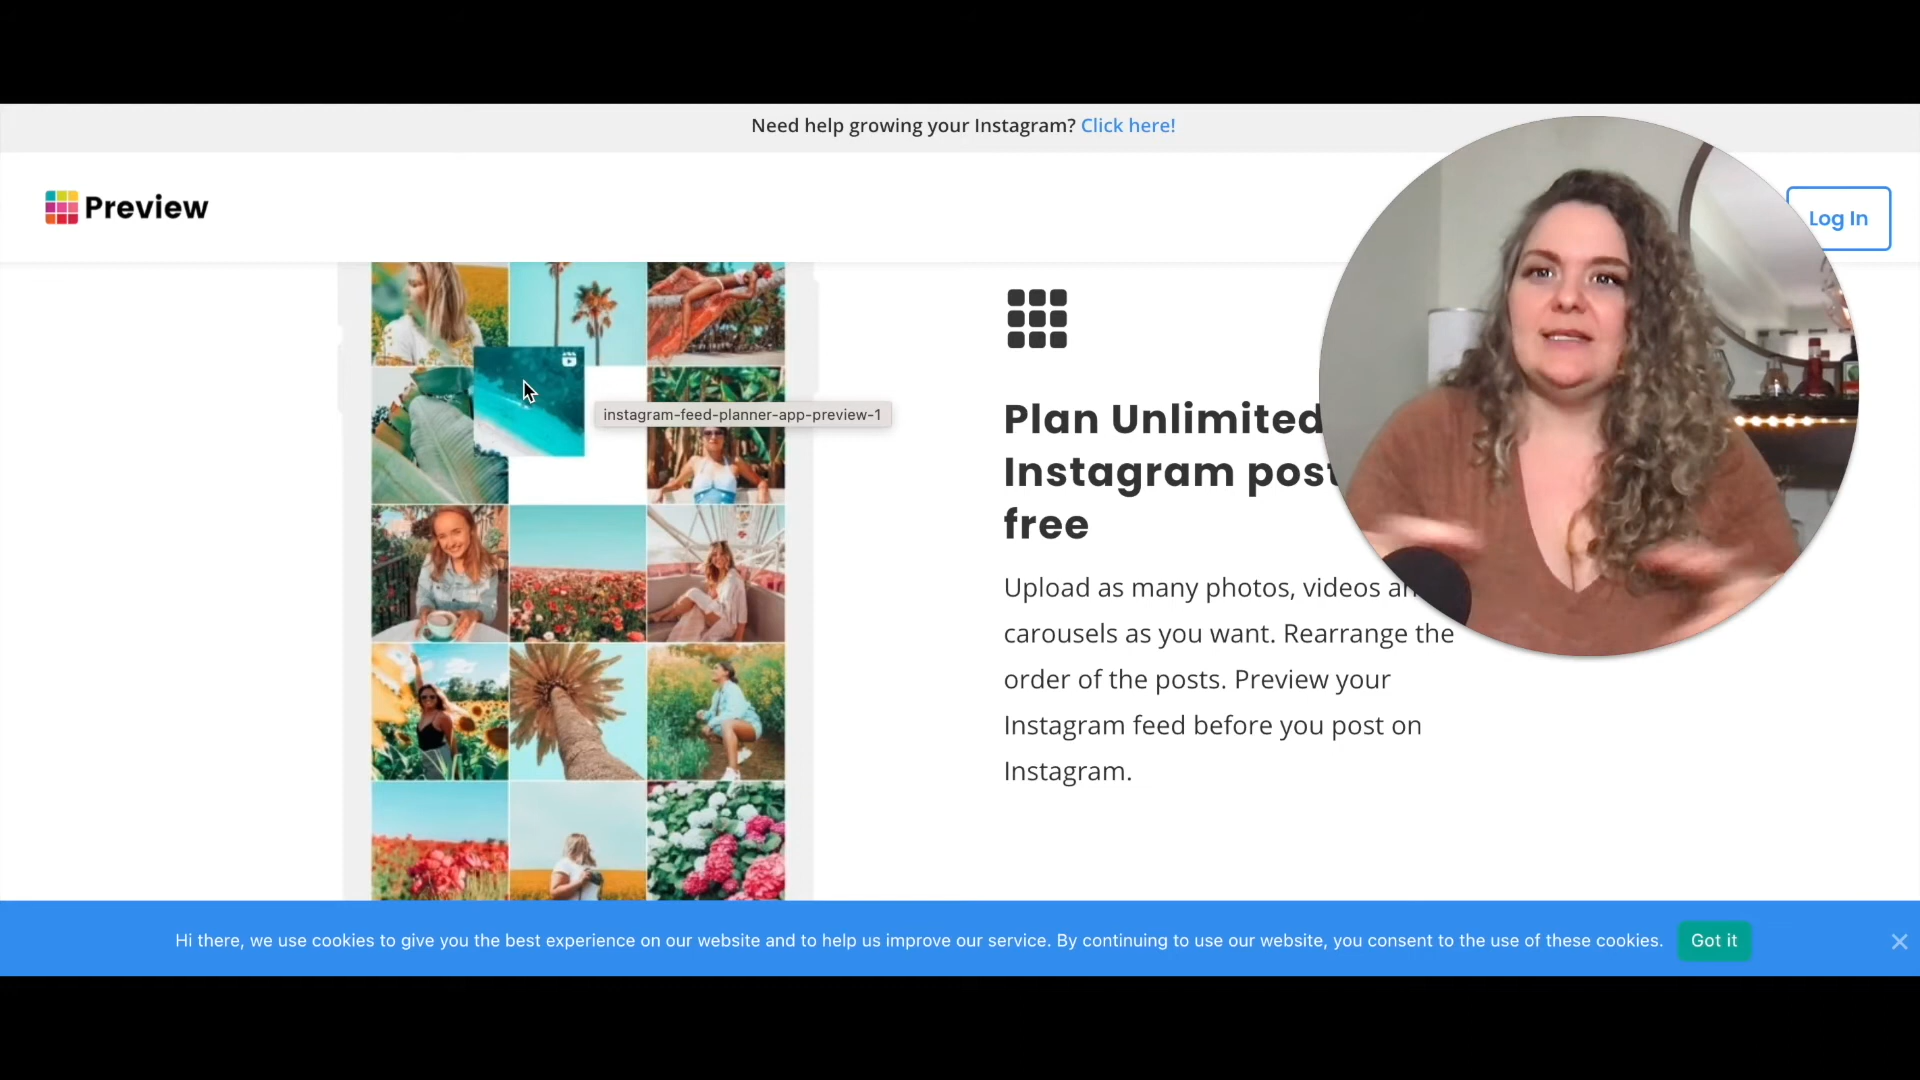 Need help growing your Instagram? Click here!
Preview
Log In
instagram-feed-planner-app-preview-1
Plan Unlimited
Instagram
free
Upload as many photos, videos
carousels as you want. Rearrange the
order of the posts. Preview your
Instagram feed before you post on
Instagram.
Hi there, we use cookies to give you the best experience on our website and to help us improve our service. By continuing to use our website, you consent to the use of these cookies.
Got it